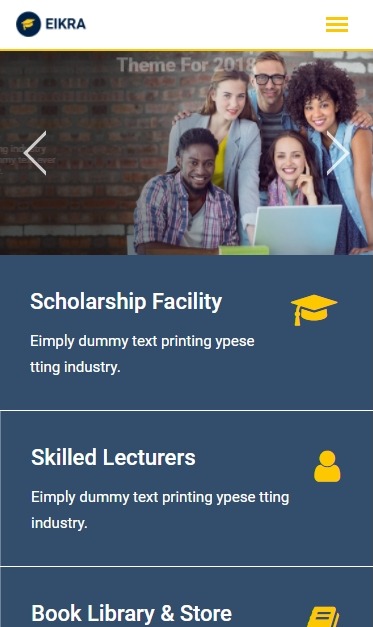 EIKRA
Theme For 2018
Scholarship Facility
Eimply dummy text printing ypese
tting industry.
Skilled Lecturers
Eimply dummy text printing ypese tting
industry.
Book Library & Store